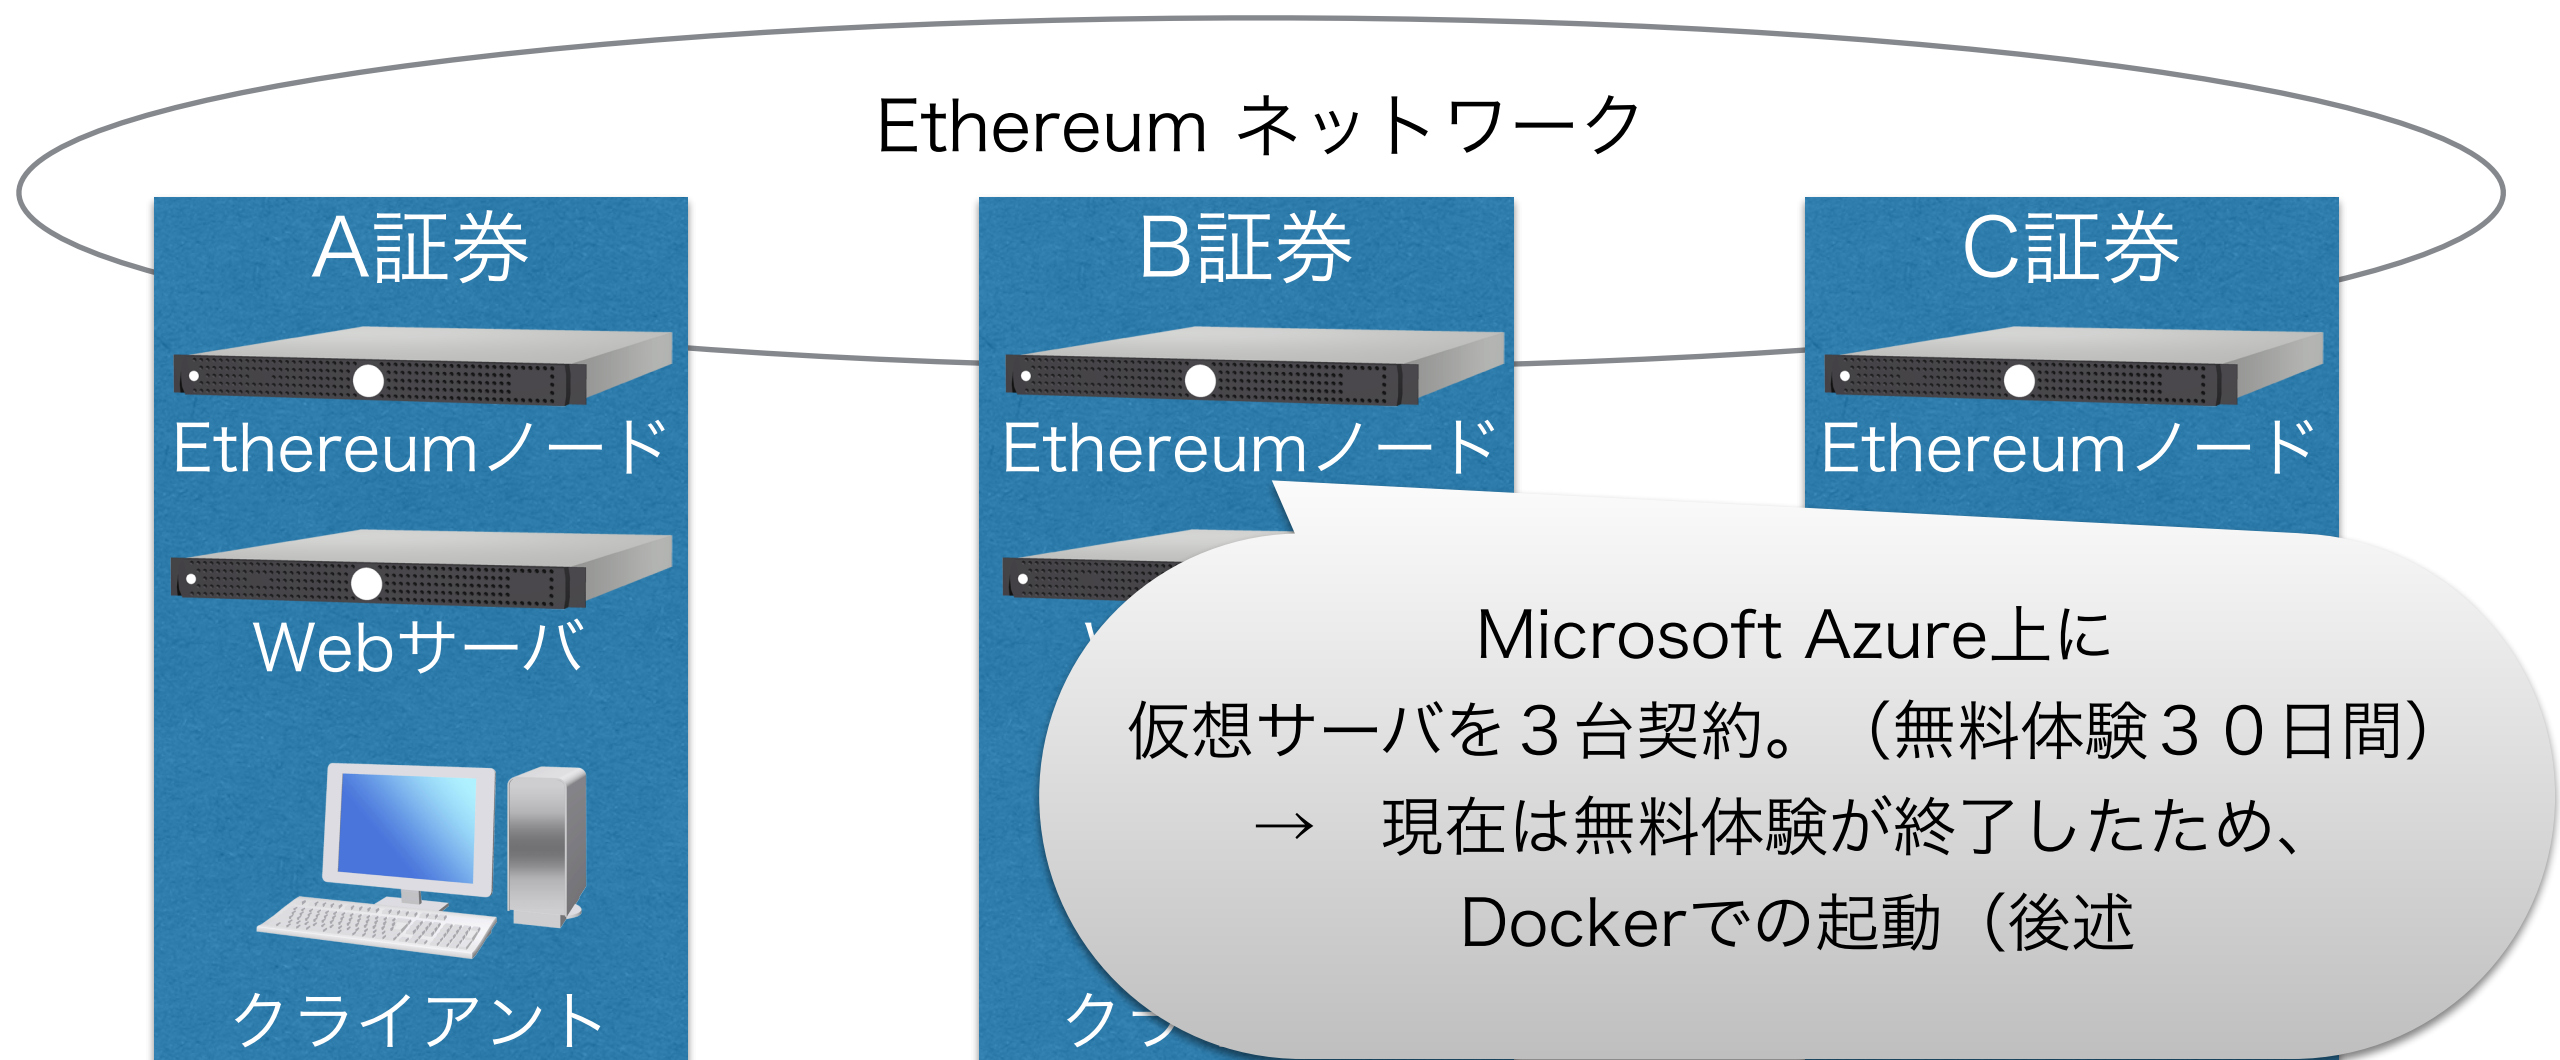 Ethereum ネットワーク
A証券
B証券
C証券
Ethereumノード
Ethereumノード
Ethereumノード
Webサーバ
Microsoft Azure上に
仮想サーバを３台契約。（無料体験３０日間）
→　現在は無料体験が終了したため、
Dockerでの起動（後述
クライアント
ク